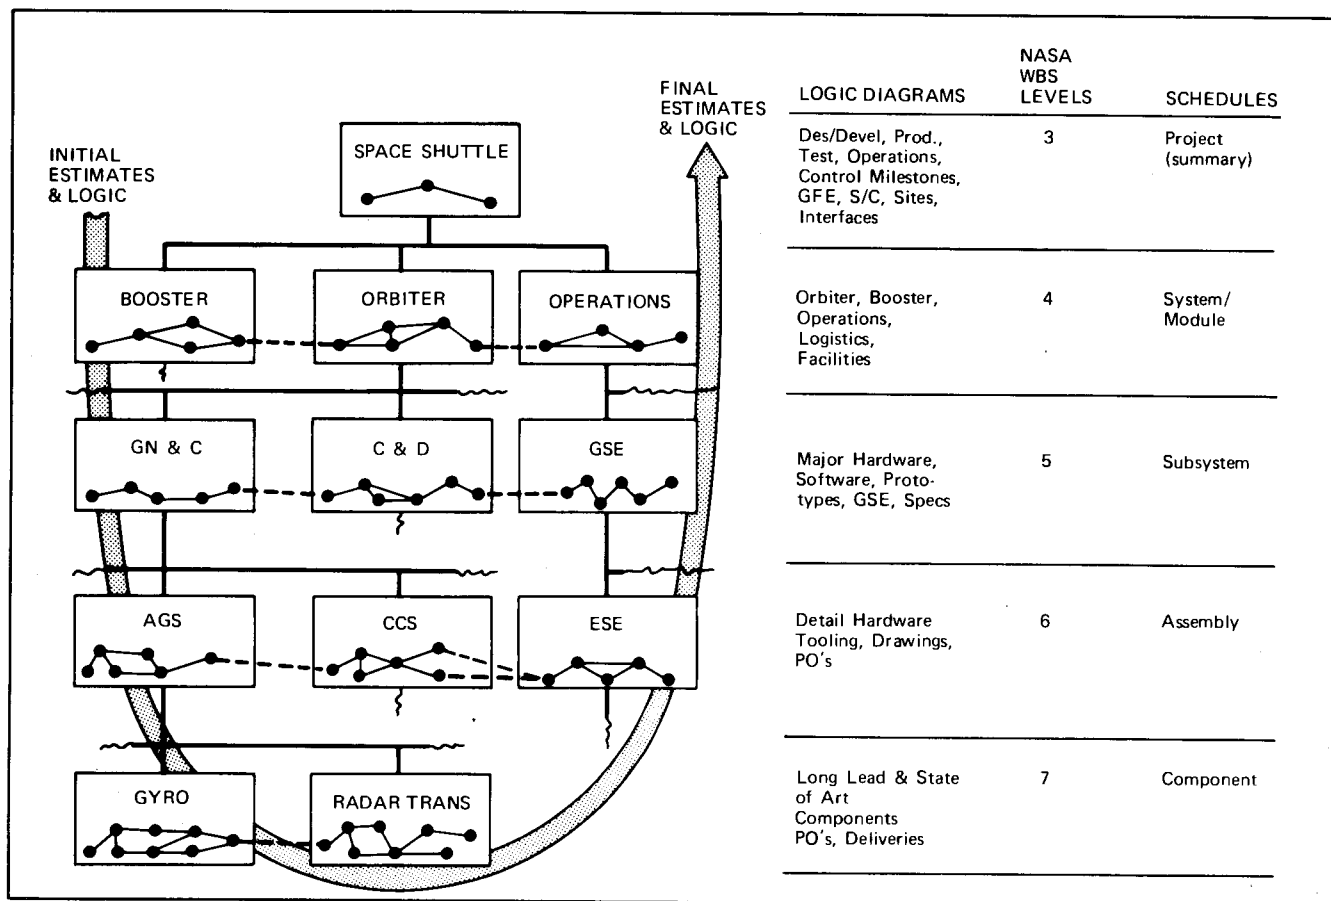 INITIAL
ESTIMATES
& LOGIC
FINAL
ESTIMATES
& LOGIC
SPACE SHUTTLE
BOOSTER
ORBITER
OPERATIONS
GN & C
C & D
GSE
AGS
CCS
ESE
GYRO
RADAR TRANS
LOGIC DIAGRAMS
NASA
WBS
LEVELS
SCHEDULES
Des/Devel, Prod.,
Test, Operations,
Control Milestones,
GFE, S/C, Sites,
Interfaces
3
Project
(summary)
Orbiter, Booster,
Operations,
Logistics,
Facilities
4
System/
Module
Major Hardware,
Software, Proto-
types, GSE, Specs
5
Subsystem
Detail Hardware
Tooling, Drawings,
PO's
6
Assembly
Long Lead & State
of Art
Components
PO's, Deliveries
7
Component